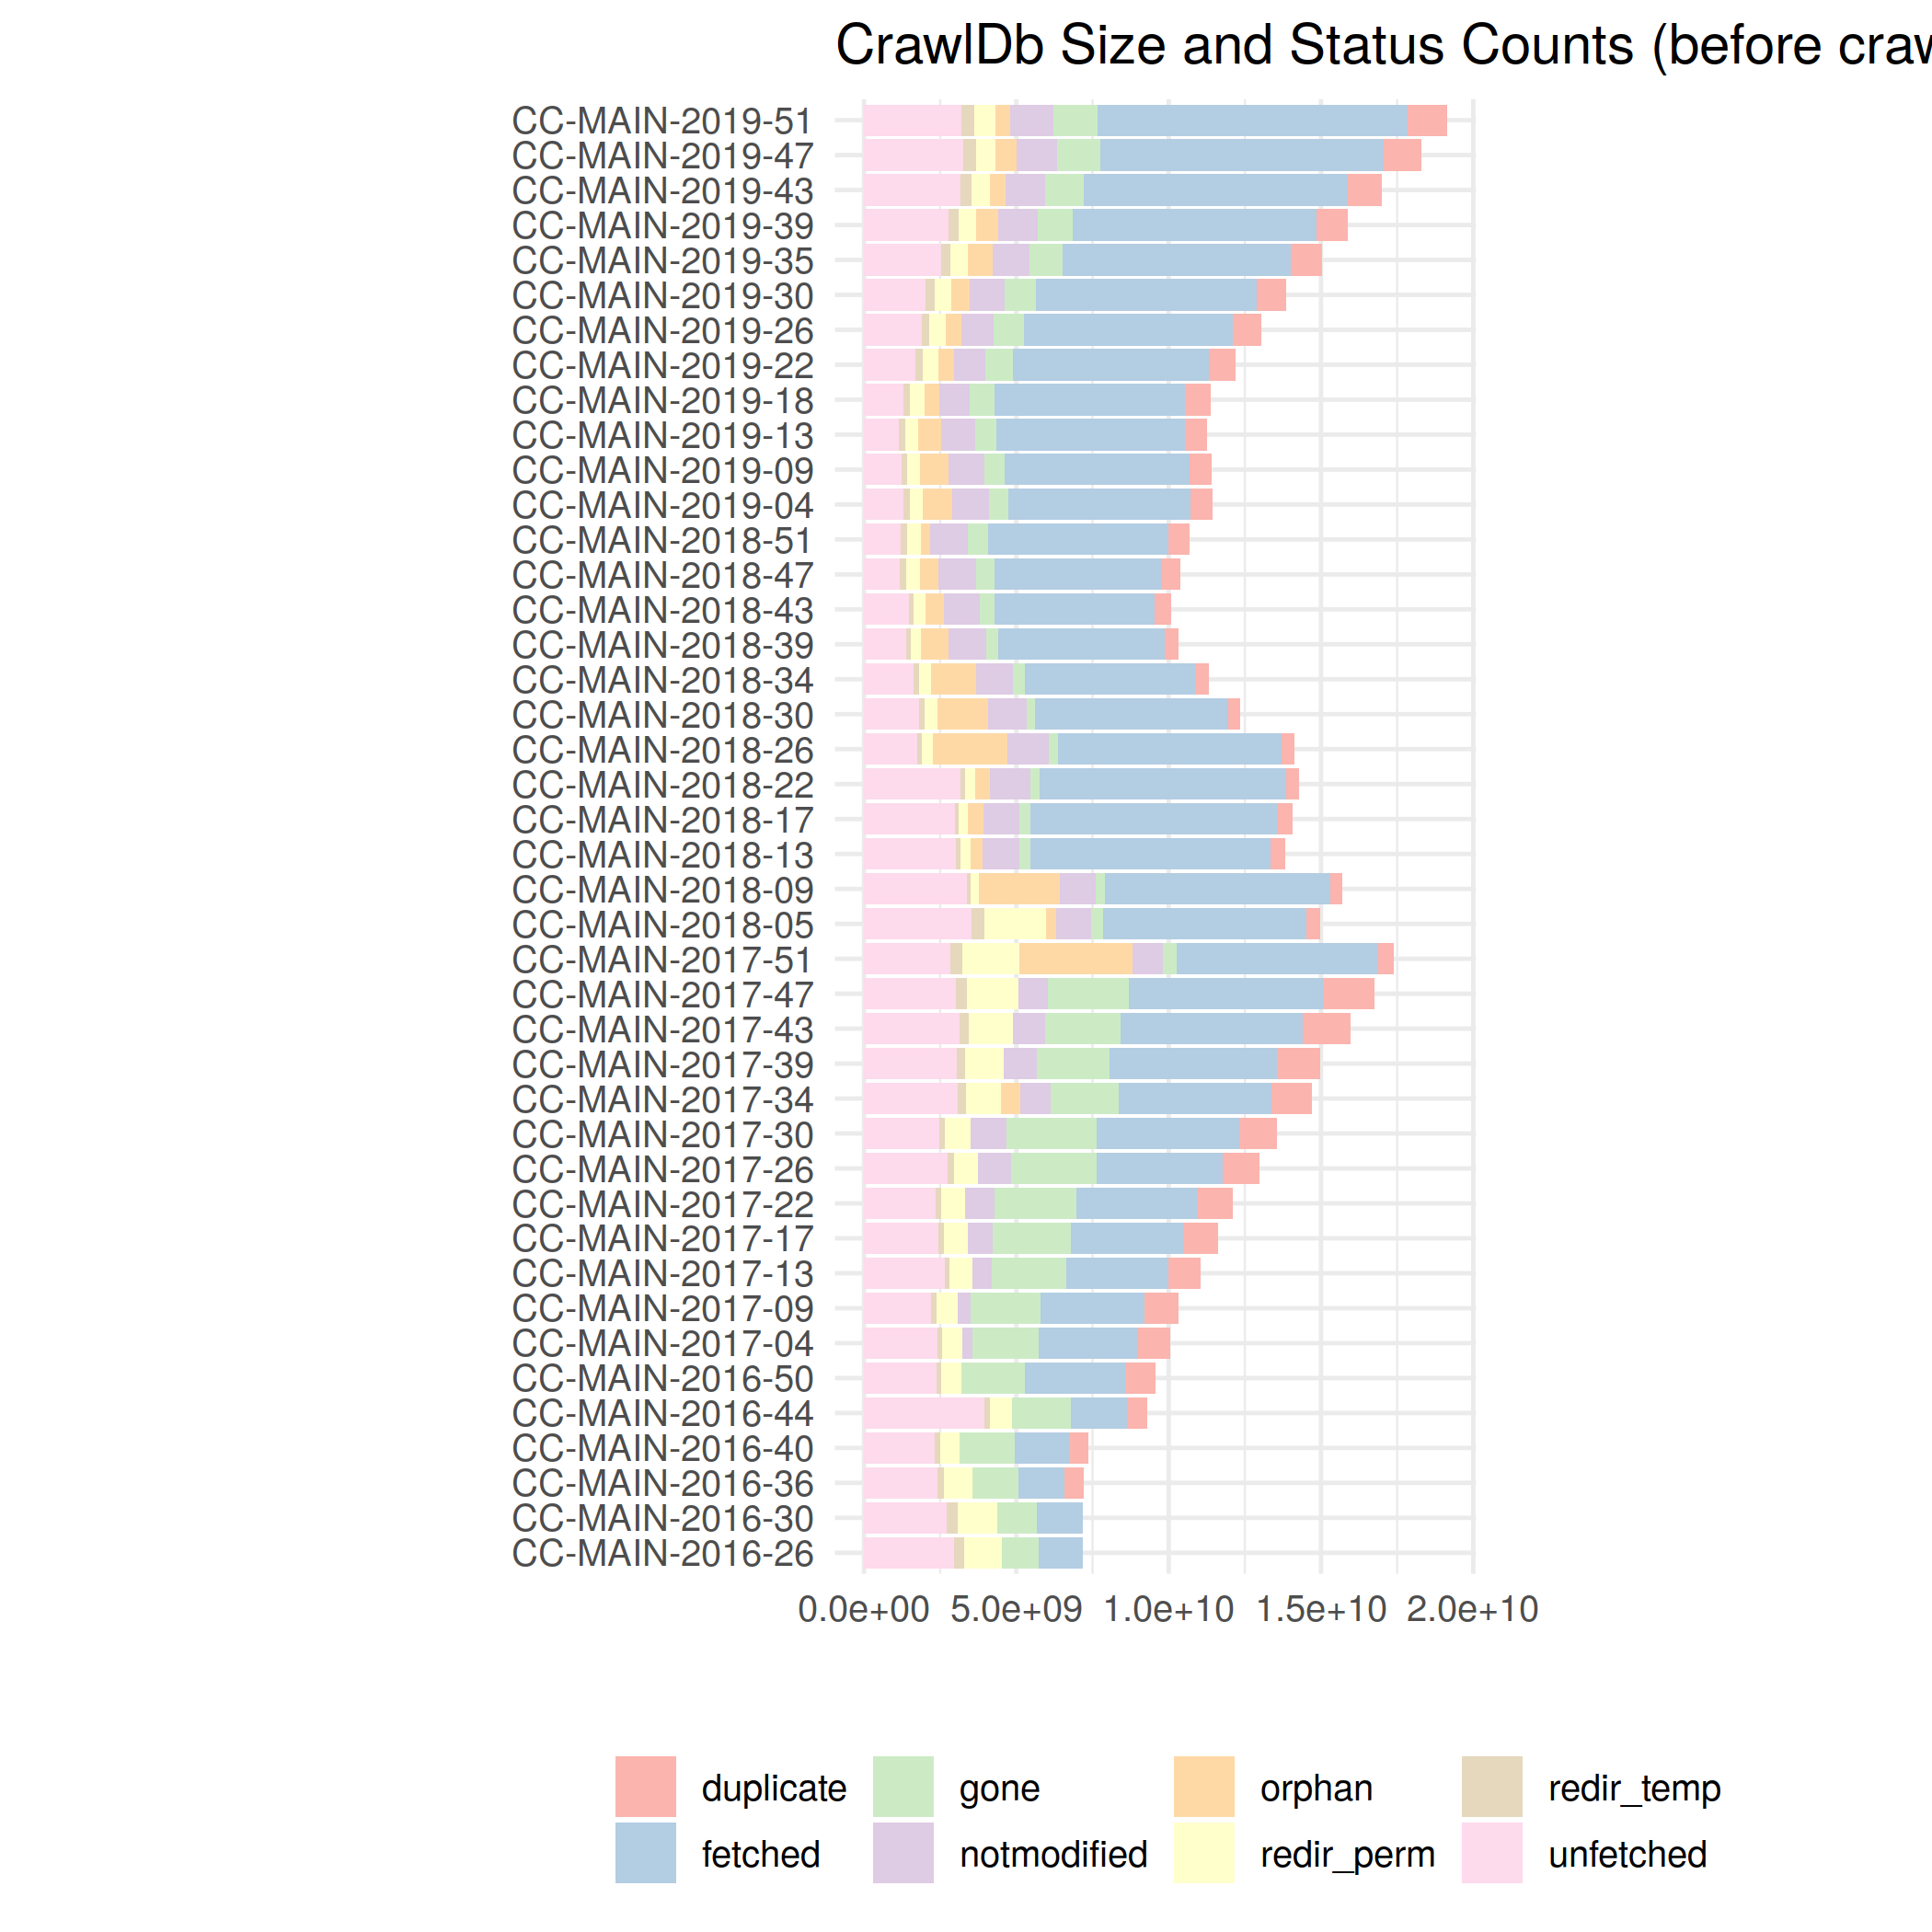 CrawlDb Size and Status Counts (before craw
CC-MAIN-2019-51
CC-MAIN-2019-47
CC-MAIN-2019-43
CC-MAIN-2019-39
CC-MAIN-2019-35
CC-MAIN-2019-30
CC-MAIN-2019-26
CC-MAIN-2019-22
CC-MAIN-2019-18
CC-MAIN-2019-13
CC-MAIN-2019-09
CC-MAIN-2019-04
CC-MAIN-2018-51
CC-MAIN-2018-47
CC-MAIN-2018-43
CC-MAIN-2018-39
CC-MAIN-2018-34
CC-MAIN-2018-30
CC-MAIN-2018-26
CC-MAIN-2018-22
CC-MAIN-2018-17
CC-MAIN-2018-13
CC-MAIN-2018-09
CC-MAIN-2018-05
CC-MAIN-2017-51
CC-MAIN-2017-47
CC-MAIN-2017-43
CC-MAIN-2017-39
CC-MAIN-2017-34
CC-MAIN-2017-30
CC-MAIN-2017-26
CC-MAIN-2017-22
CC-MAIN-2017-17
CC-MAIN-2017-13
CC-MAIN-2017-09
CC-MAIN-2017-04
CC-MAIN-2016-50
CC-MAIN-2016-44
CC-MAIN-2016-40
CC-MAIN-2016-36
CC-MAIN-2016-30
CC-MAIN-2016-26
0.0e+00 5.0e+09 1.0e+10 1.5e+10 2.0e+10
duplicate gone orphan redir_temp
fetched notmodified redir_perm unfetched